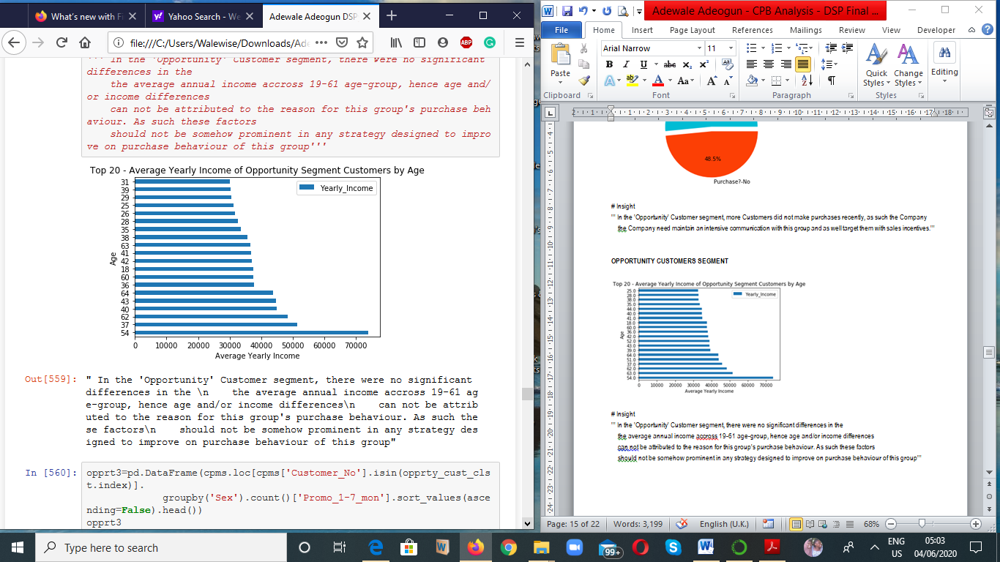 What's new with Fi
Yahoo Search - We
Adewale Adeogun DSP
file:///C:/Users/Walewise/Downloads/Ade
ABP
''' In the 'Opportunity' Customer segment, there were no significant
differences in the
the average annual income accross 19-61 age-group, hence age and/
or income differences
can not be attributed to the reason for this group's purchase beh
aviour. As such these factors
should not be somehow prominent in any strategy designed to impro
ve on purchase behaviour of this group'''
Top 20 - Average Yearly Income of Opportunity Segment Customers by Age
Yearly_Income
Age
31
39
29
25
26
28
35
38
63
41
42
18
60
36
64
43
40
62
37
54
0 10000 20000 30000 40000 50000 60000 70000
Average Yearly Income
Out[559]: " In the 'Opportunity' Customer segment, there were no significant
differences in the \n    the average annual income accross 19-61 ag
e-group, hence age and/or income differences\n    can not be attrib
uted to the reason for this group's purchase behaviour. As such the
se factors\n    should not be somehow prominent in any strategy des
igned to improve on purchase behaviour of this group"
In [560]: opprt3=pd.DataFrame(cpms.loc[cpms['Customer_No'].isin(opprty_cust_cls
t.index)].
groupby('Sex').count()['Promo_1-7_mon'].sort_values(asce
nding=False).head())
opprt3
Adewale Adeogun - CPB Analysis - DSP Final ...
File Home Insert Page Layout References Mailings Review View Developer
Arial Narrow 11
Paste
B I U abc x₂ x²
Quick Styles
Change Styles
Editing
Clipboard Font Paragraph Styles
48.5%
Purchase?-No
# Insight
''' In the 'Opportunity' Customer segment, more Customers did not make purchases recently, as such the Company
the Company need maintain an intensive communication with this group and as well target them with sales incentives.'''
OPPORTUNITY CUSTOMERS SEGMENT
Top 20 - Average Yearly Income of Opportunity Segment Customers by Age
Yearly_Income
Age
25.0
28.0
38.0
35.0
44.0
40.0
41.0
18.0
60.0
36.0
42.0
52.0
43.0
39.0
64.0
51.0
37.0
62.0
63.0
54.0
0 10000 20000 30000 40000 50000 60000 70000
Average Yearly Income
# Insight
''' In the 'Opportunity' Customer segment, there were no significant differences in the
the average annual income accross 19-61 age-group, hence age and/or income differences
can not be attributed to the reason for this group's purchase behaviour. As such these factors
should not be somehow prominent in any strategy designed to improve on purchase behaviour of this group'''
Page: 15 of 22 Words: 3,199 English (U.K.) 68%
Type here to search
99+
ENG
US
05:03
04/06/2020